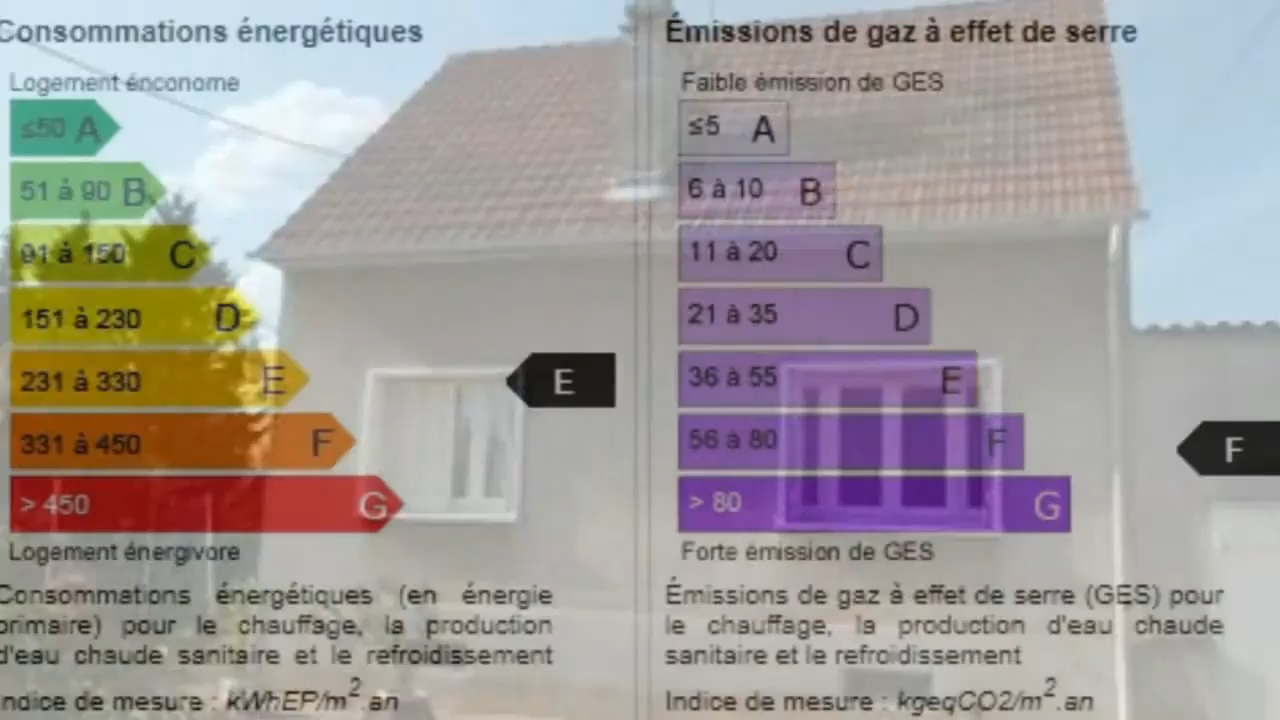 Consommations énergétiques
Logement énconome
≤50 A
51 à 90 B
91 à 150 C
151 à 230 D
231 à 330 E
E
331 à 450 F
> 450 G
Logement énergivore
Consommations énergétiques (en énergie
primaire) pour le chauffage, la production
d'eau chaude sanitaire et le refroidissement
Indice de mesure : kWhEP/m².an
Émissions de gaz à effet de serre
Faible émission de GES
≤5 A
6 à 10 B
11 à 20 C
21 à 35 D
36 à 55 E
56 à 80 F
F
> 80 G
Forte émission de GES
Émissions de gaz à effet de serre (GES) pour
le chauffage, la production d'eau chaude
sanitaire et le refroidissement
Indice de mesure : kgeqCO2/m².an